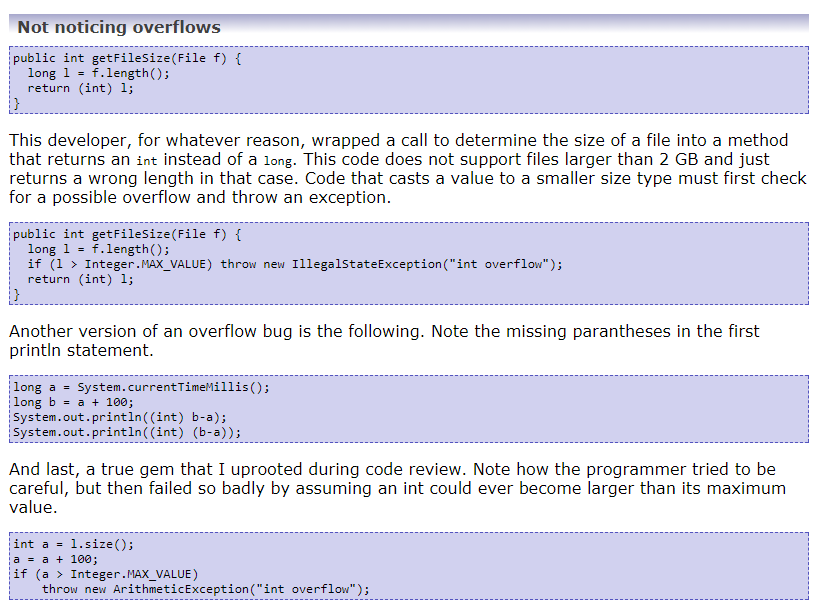 Not noticing overflows
public int getFileSize(File f) {
  long l = f.length();
  return (int) l;
}
This developer, for whatever reason, wrapped a call to determine the size of a file into a method
that returns an int instead of a long. This code does not support files larger than 2 GB and just
returns a wrong length in that case. Code that casts a value to a smaller size type must first check
for a possible overflow and throw an exception.
public int getFileSize(File f) {
  long l = f.length();
  if (l > Integer.MAX_VALUE) throw new IllegalStateException("int overflow");
  return (int) l;
}
Another version of an overflow bug is the following. Note the missing parantheses in the first
println statement.
long a = System.currentTimeMillis();
long b = a + 100;
System.out.println((int) b-a);
System.out.println((int) (b-a));
And last, a true gem that I uprooted during code review. Note how the programmer tried to be
careful, but then failed so badly by assuming an int could ever become larger than its maximum
value.
int a = l.size();
a = a + 100;
if (a > Integer.MAX_VALUE)
    throw new ArithmeticException("int overflow");